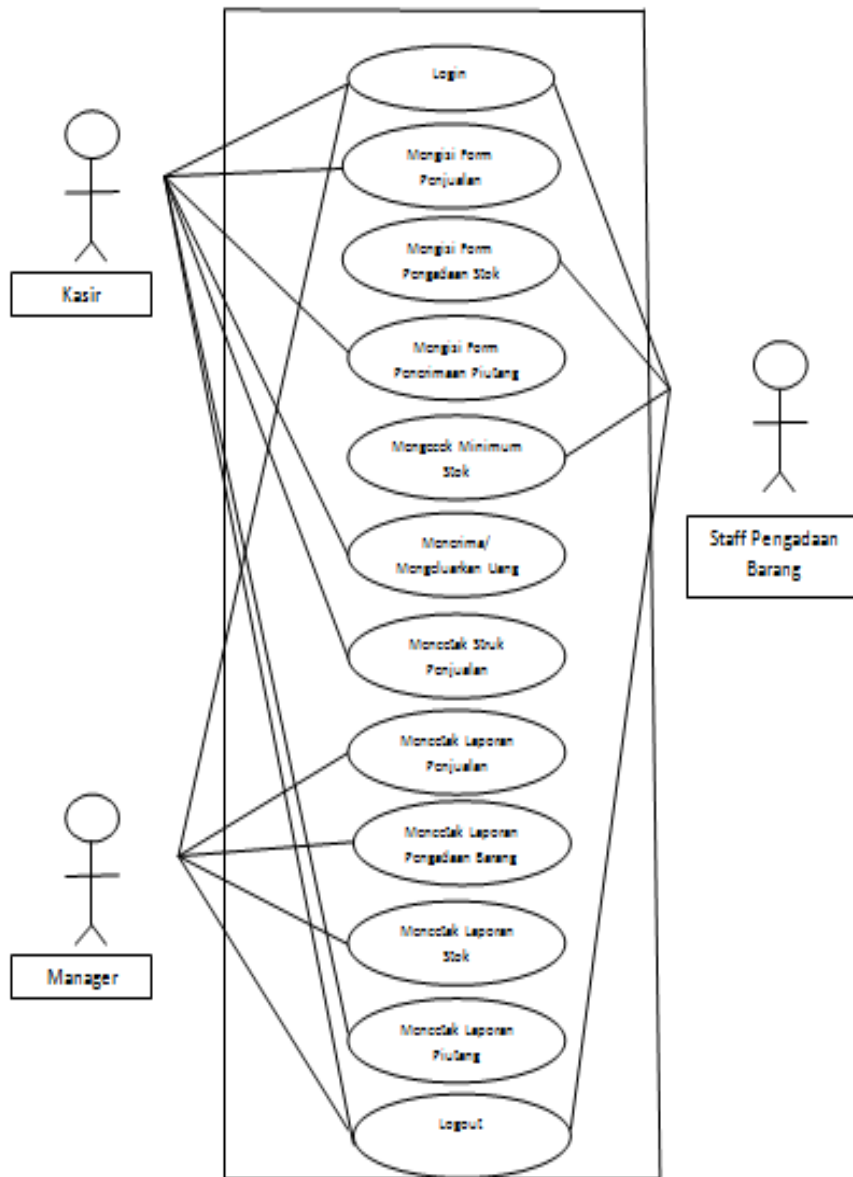 Login
Mengisi Form
Penjualan
Mengisi Form
Pengadaan Stok
Mengisi Form
Penerimaan Piutang
Mengecek Minimum
Stok
Menerima/
Mengeluarkan Uang
Mencetak Struk
Penjualan
Mencetak Laporan
Penjualan
Mencetak Laporan
Pengadaan Barang
Mencetak Laporan
Stok
Mencetak Laporan
Piutang
Logout
Kasir
Manager
Staff Pengadaan
Barang